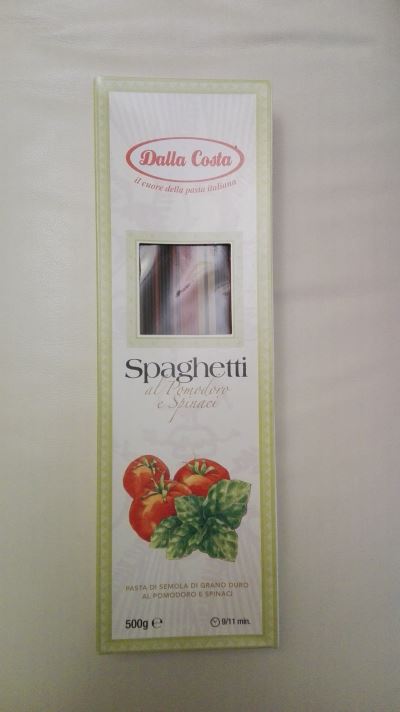 Dalla Costa
il cuore della pasta italiana
Spaghetti
al Pomodoro
e Spinaci
PASTA DI SEMOLA DI GRANO DURO
AL POMODORO E SPINACI
500g ℮
9/11 min.